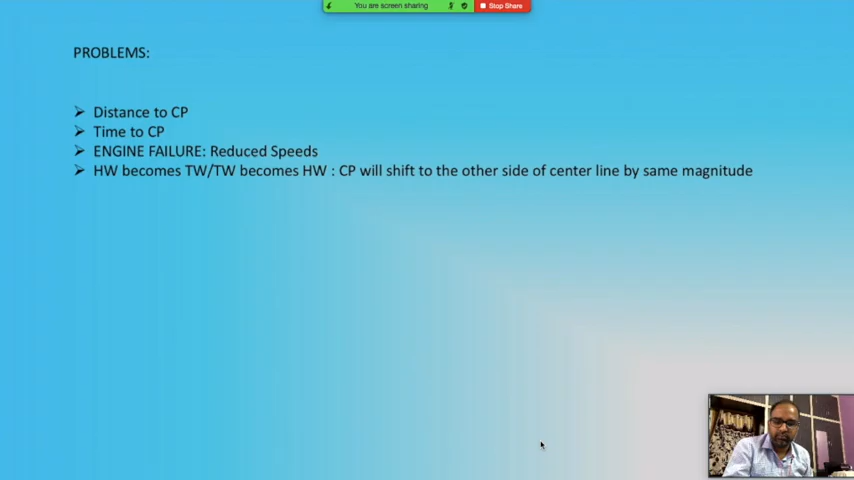 You are screen sharing
Stop Share
PROBLEMS:
Distance to CP
Time to CP
ENGINE FAILURE: Reduced Speeds
HW becomes TW/TW becomes HW : CP will shift to the other side of center line by same magnitude